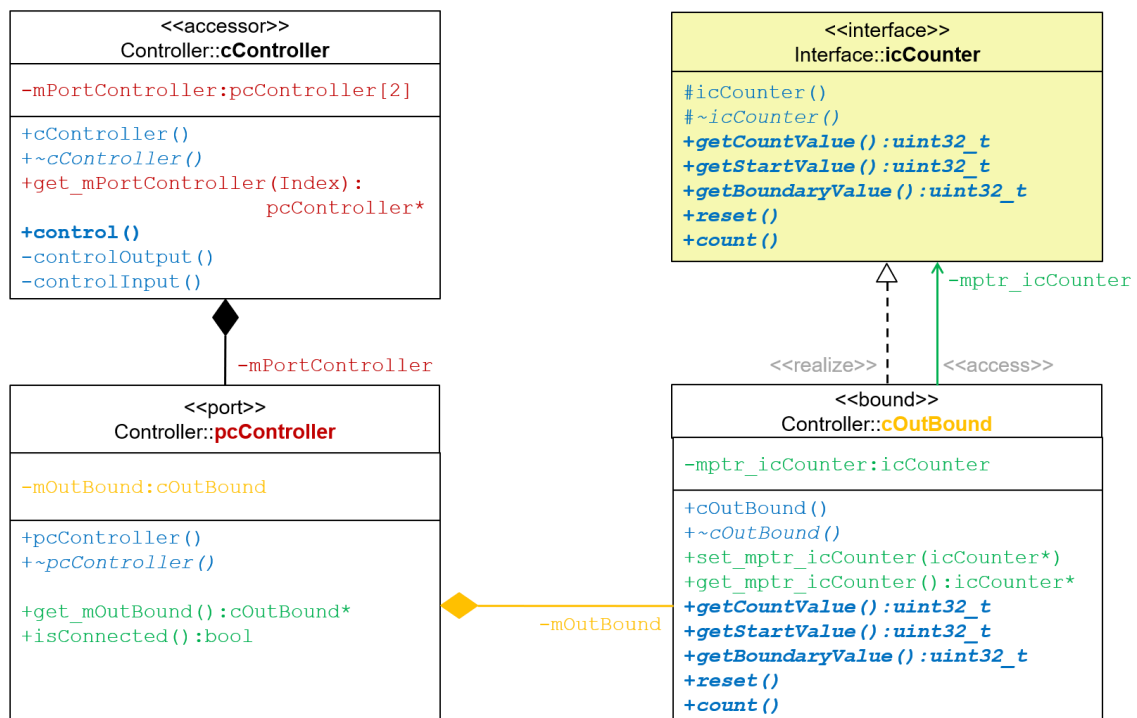 <<accessor>>
Controller::cController
-mPortController:pcController[2]
+cController()
+~cController()
+get_mPortController(Index):
pcController*
+control()
-controlOutput()
-controlInput()
-mPortController
<<port>>
Controller::pcController
-mOutBound:cOutBound
+pcController()
+~pcController()
+get_mOutBound():cOutBound*
+isConnected():bool
-mOutBound
<<interface>>
Interface::icCounter
#icCounter()
#~icCounter()
+getCountValue():uint32_t
+getStartValue():uint32_t
+getBoundaryValue():uint32_t
+reset()
+count()
-mptr_icCounter
<<realize>>
<<access>>
<<bound>>
Controller::cOutBound
-mptr_icCounter:icCounter
+cOutBound()
+~cOutBound()
+set_mptr_icCounter(icCounter*)
+get_mptr_icCounter():icCounter*
+getCountValue():uint32_t
+getStartValue():uint32_t
+getBoundaryValue():uint32_t
+reset()
+count()